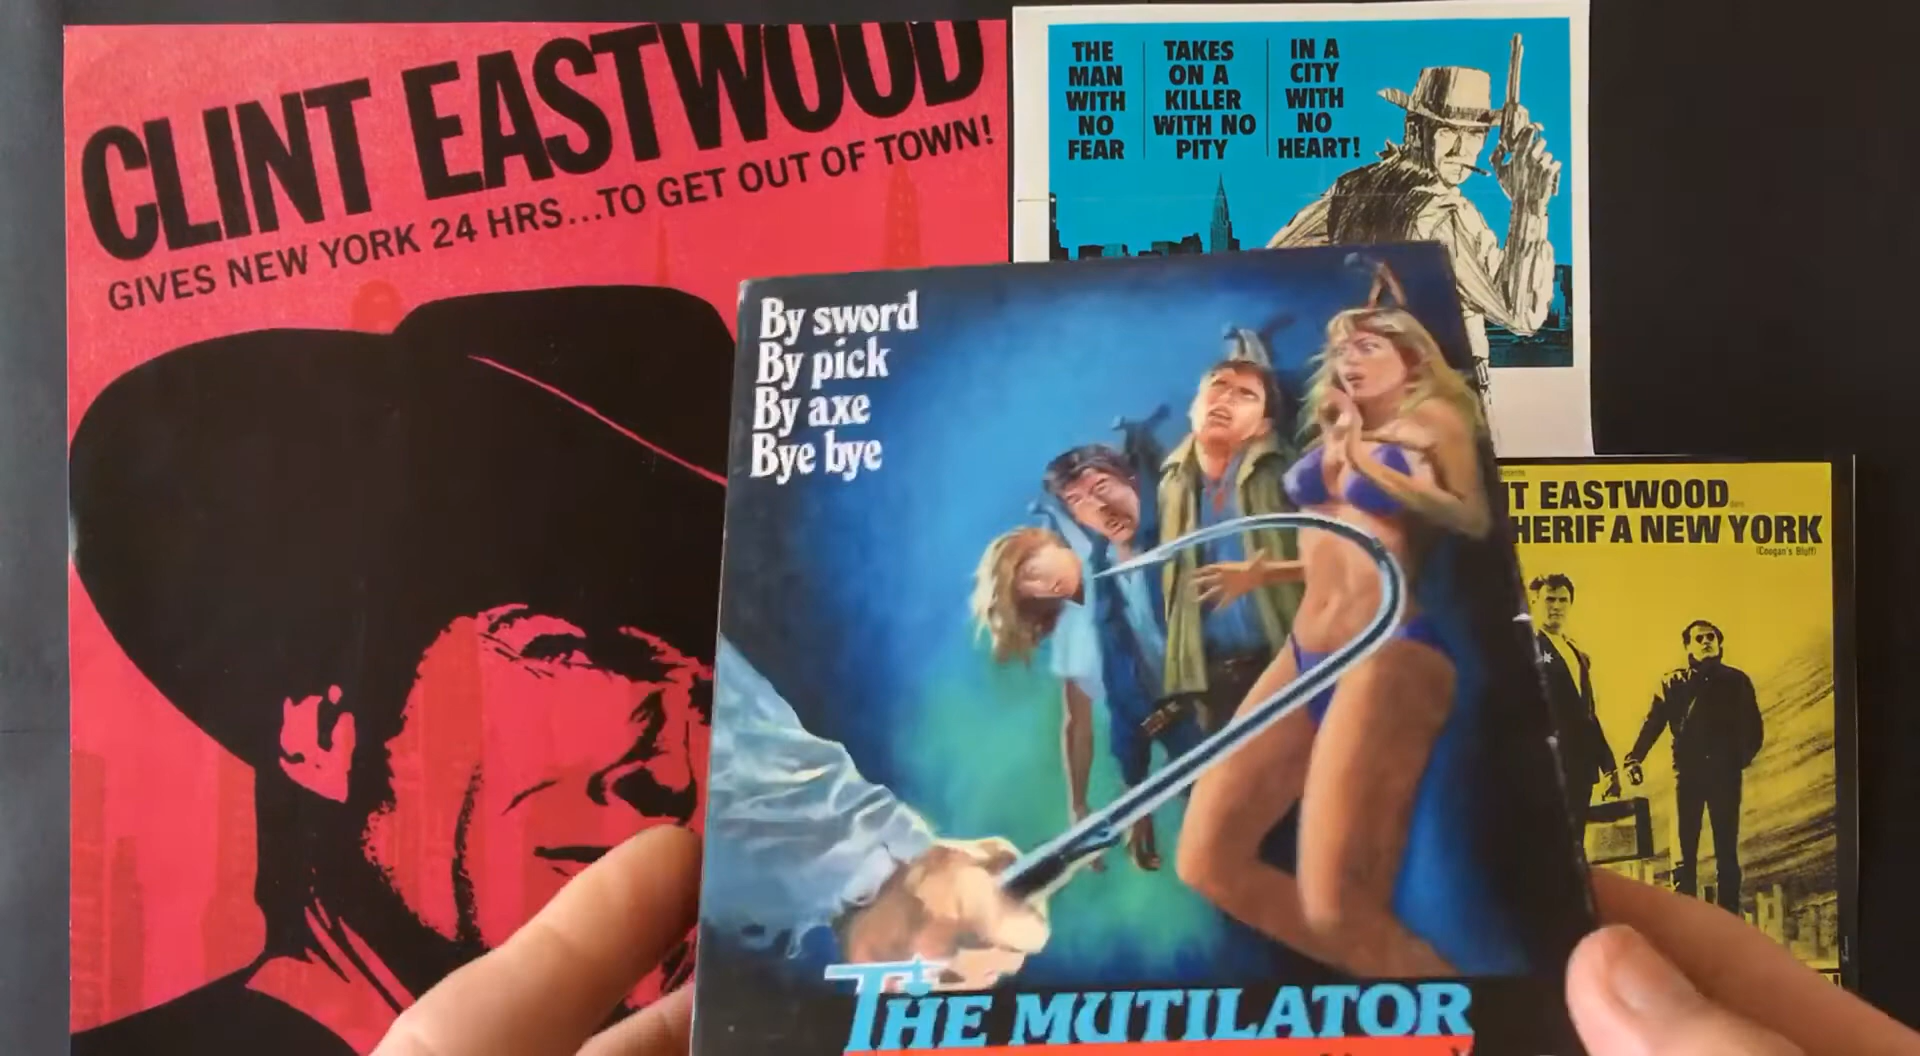 CLINT EASTWOOD
GIVES NEW YORK 24 HRS...TO GET OUT OF TOWN!
THE
MAN
WITH
NO
FEAR
TAKES
ON A
KILLER
WITH NO
PITY
IN A
CITY
WITH
NO
HEART!
By sword
By pick
By axe
Bye bye
THE MUTILATOR
NT EASTWOOD
HERIF A NEW YORK
(Coogan's Bluff)